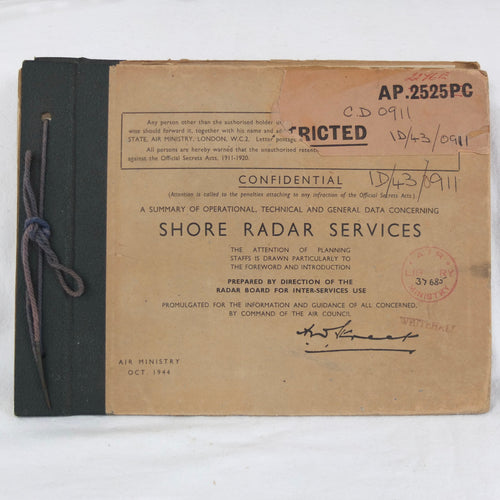 AP.2525PC
CD 0911
TRICTED
1D/43/0911
Any person other than the authorised holder
wise should forward it, together with his name and
STATE, AIR MINISTRY, LONDON, W.C.2. Letter postage
All persons are hereby warned that the unauthorised
against the Official Secrets Acts, 1911-1920.
CONFIDENTIAL
1D/43/0911
(Attention is called to the penalties attaching to any infraction of the Official Secrets Acts)
A SUMMARY OF OPERATIONAL, TECHNICAL AND GENERAL DATA CONCERNING
SHORE RADAR SERVICES
THE ATTENTION OF PLANNING
STAFFS IS DRAWN PARTICULARLY TO
THE FOREWORD AND INTRODUCTION
AIR
LIBRARY
MINISTRY
PREPARED BY DIRECTION OF THE
RADAR BOARD FOR INTER-SERVICES USE
PROMULGATED FOR THE INFORMATION AND GUIDANCE OF ALL CONCERNED,
BY COMMAND OF THE AIR COUNCIL
WHITEHALL
AIR MINISTRY
OCT. 1944